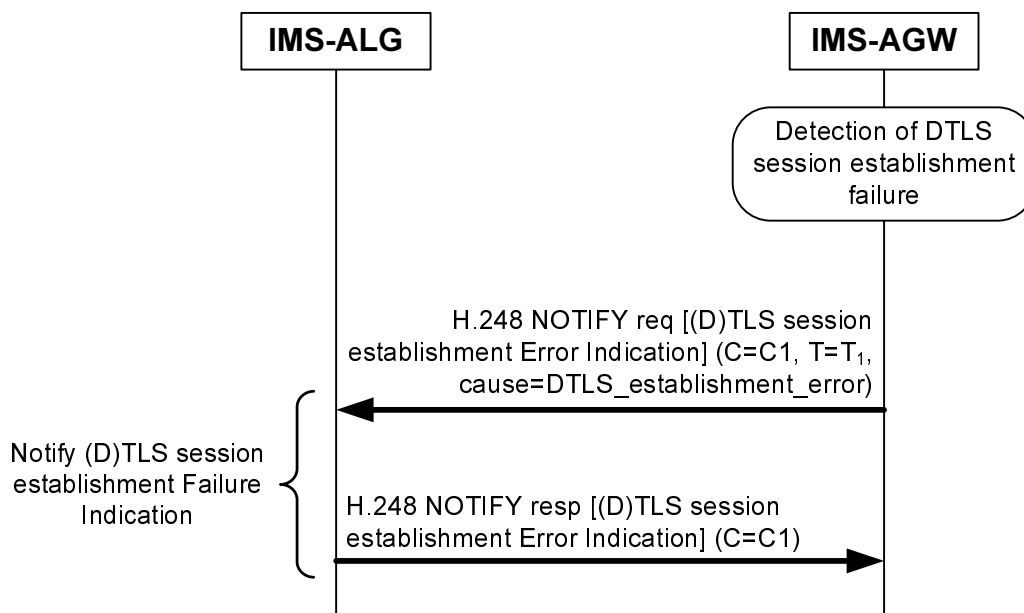 IMS-ALG
IMS-AGW
Detection of DTLS
session establishment
failure
H.248 NOTIFY req [(D)TLS session
establishment Error Indication] (C=C1, T=T₁,
cause=DTLS_establishment_error)
Notify (D)TLS session
establishment Failure
Indication
H.248 NOTIFY resp [(D)TLS session
establishment Error Indication] (C=C1)